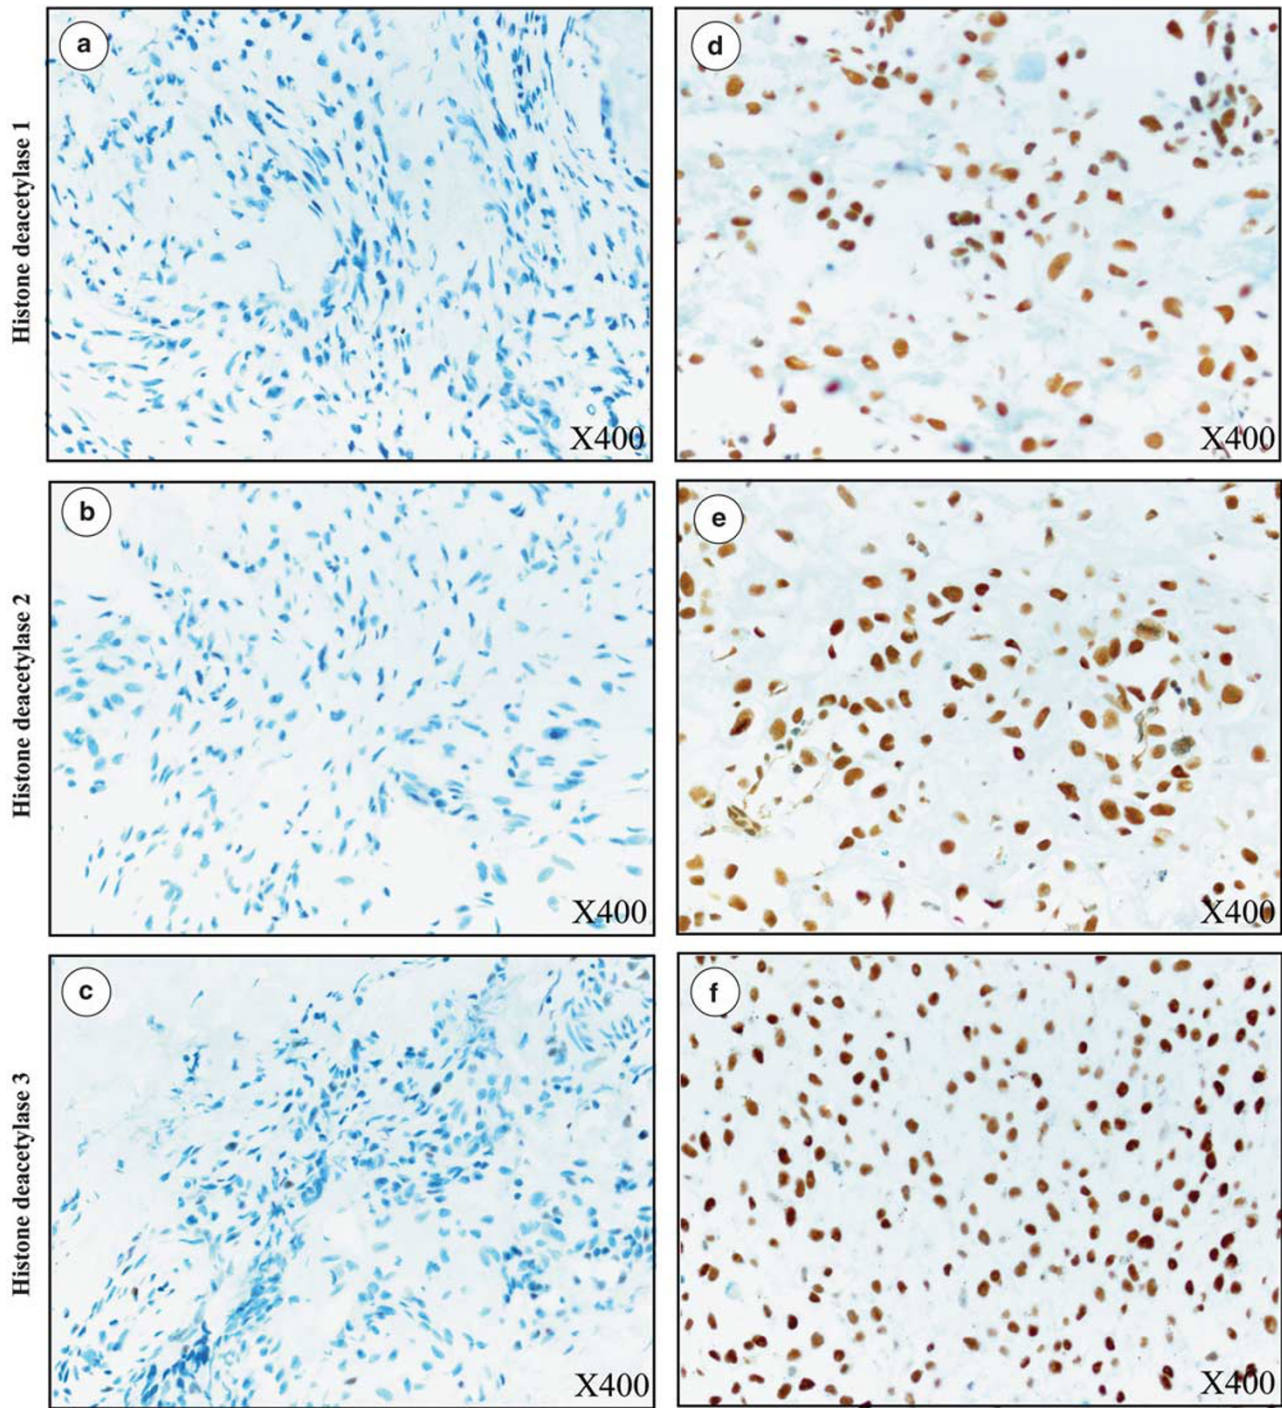 Histone deacetylase 1
a
X400
d
X400
Histone deacetylase 2
b
X400
e
X400
Histone deacetylase 3
c
X400
f
X400